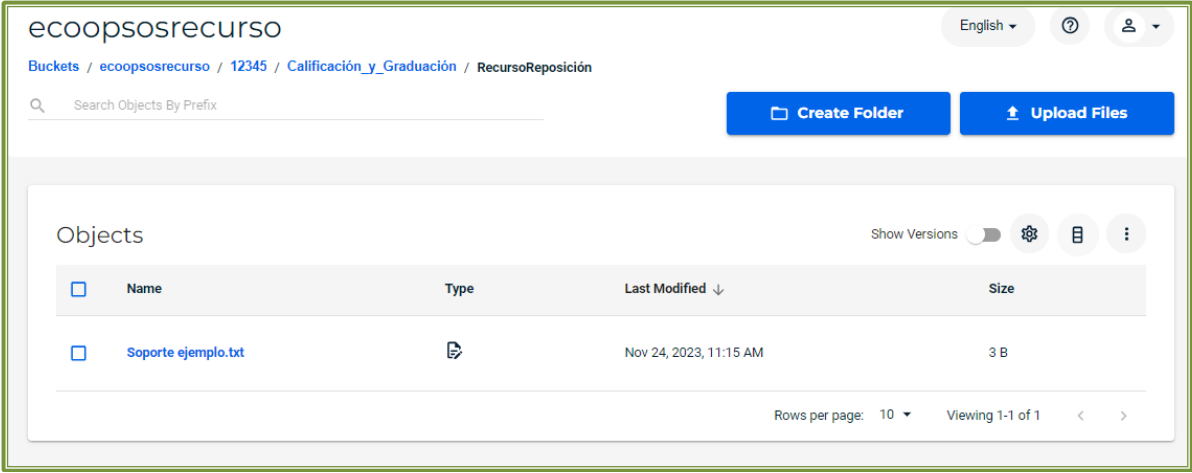 ecoopsosrecurso
English
Buckets / ecoopsosrecurso / 12345 / Calificación_y_Graduación / RecursoReposición
Search Objects By Prefix
Create Folder
Upload Files
Objects
Show Versions
Name Type Last Modified Size
Soporte ejemplo.txt Nov 24, 2023, 11:15 AM 3 B
Rows per page: 10 Viewing 1-1 of 1